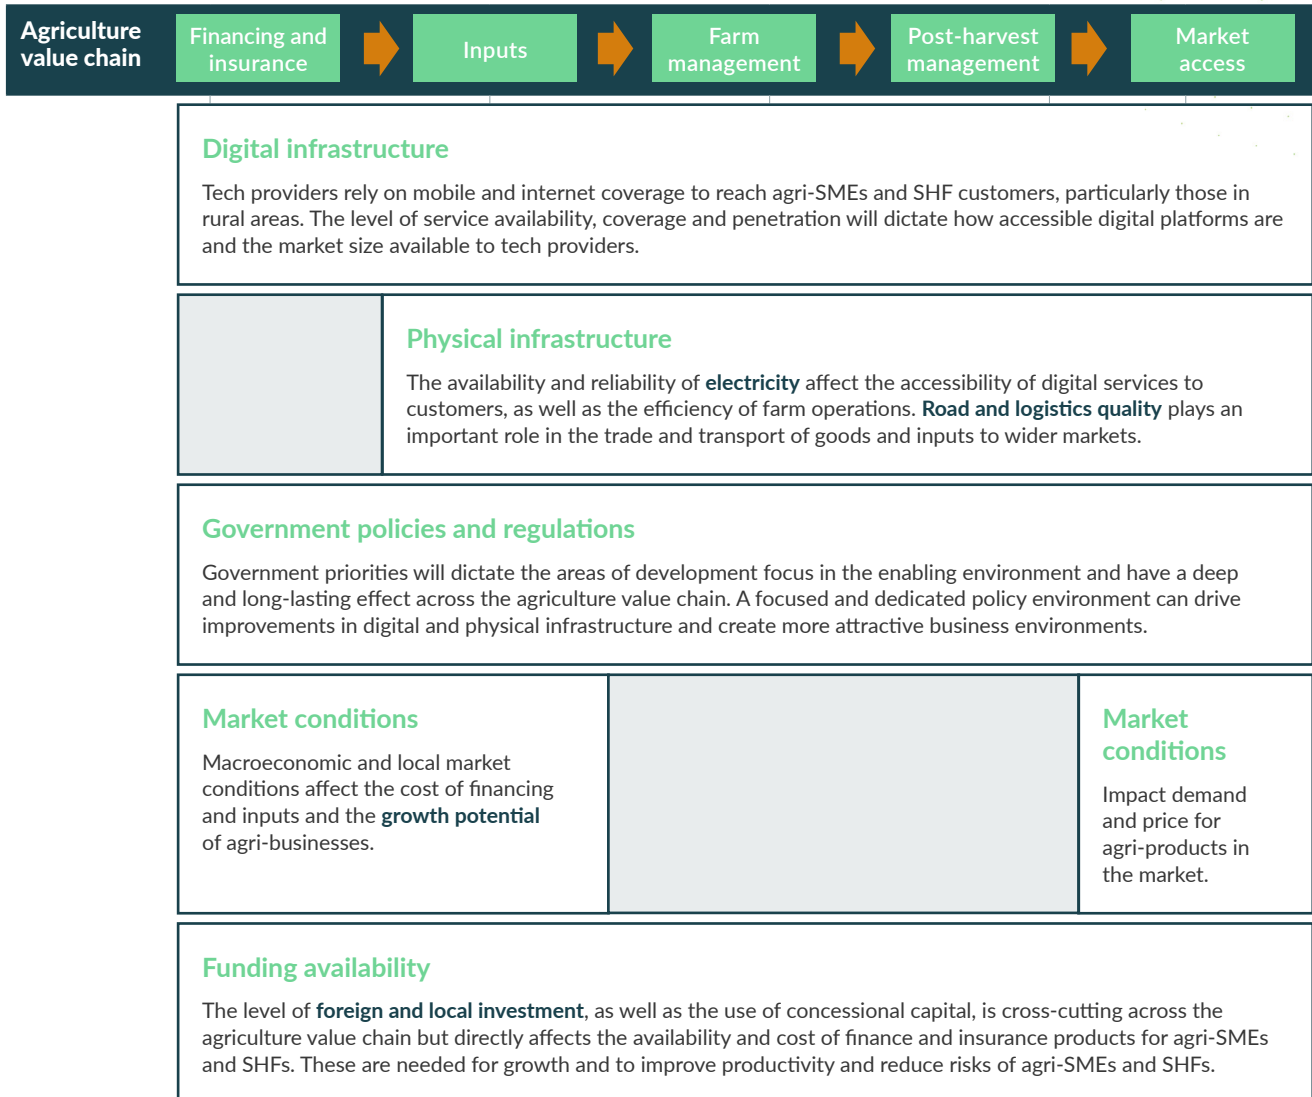 Agriculture
value chain
Financing and
insurance
Inputs
Farm
management
Post-harvest
management
Market
access
Digital infrastructure
Tech providers rely on mobile and internet coverage to reach agri-SMEs and SHF customers, particularly those in
rural areas. The level of service availability, coverage and penetration will dictate how accessible digital platforms are
and the market size available to tech providers.
Physical infrastructure
The availability and reliability of electricity affect the accessibility of digital services to
customers, as well as the efficiency of farm operations. Road and logistics quality plays an
important role in the trade and transport of goods and inputs to wider markets.
Government policies and regulations
Government priorities will dictate the areas of development focus in the enabling environment and have a deep
and long-lasting effect across the agriculture value chain. A focused and dedicated policy environment can drive
improvements in digital and physical infrastructure and create more attractive business environments.
Market conditions
Macroeconomic and local market
conditions affect the cost of financing
and inputs and the growth potential
of agri-businesses.
Market
conditions
Impact demand
and price for
agri-products in
the market.
Funding availability
The level of foreign and local investment, as well as the use of concessional capital, is cross-cutting across the
agriculture value chain but directly affects the availability and cost of finance and insurance products for agri-SMEs
and SHFs. These are needed for growth and to improve productivity and reduce risks of agri-SMEs and SHFs.